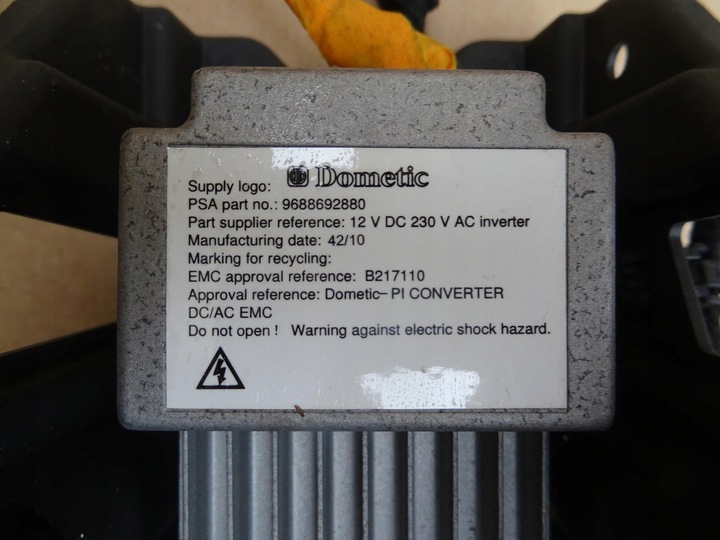 Supply logo: Dometic
PSA part no.: 9688692880
Part supplier reference: 12 V DC 230 V AC inverter
Manufacturing date: 42/10
Marking for recycling:
EMC approval reference: B217110
Approval reference: Dometic– PI CONVERTER
DC/AC EMC
Do not open ! Warning against electric shock hazard.